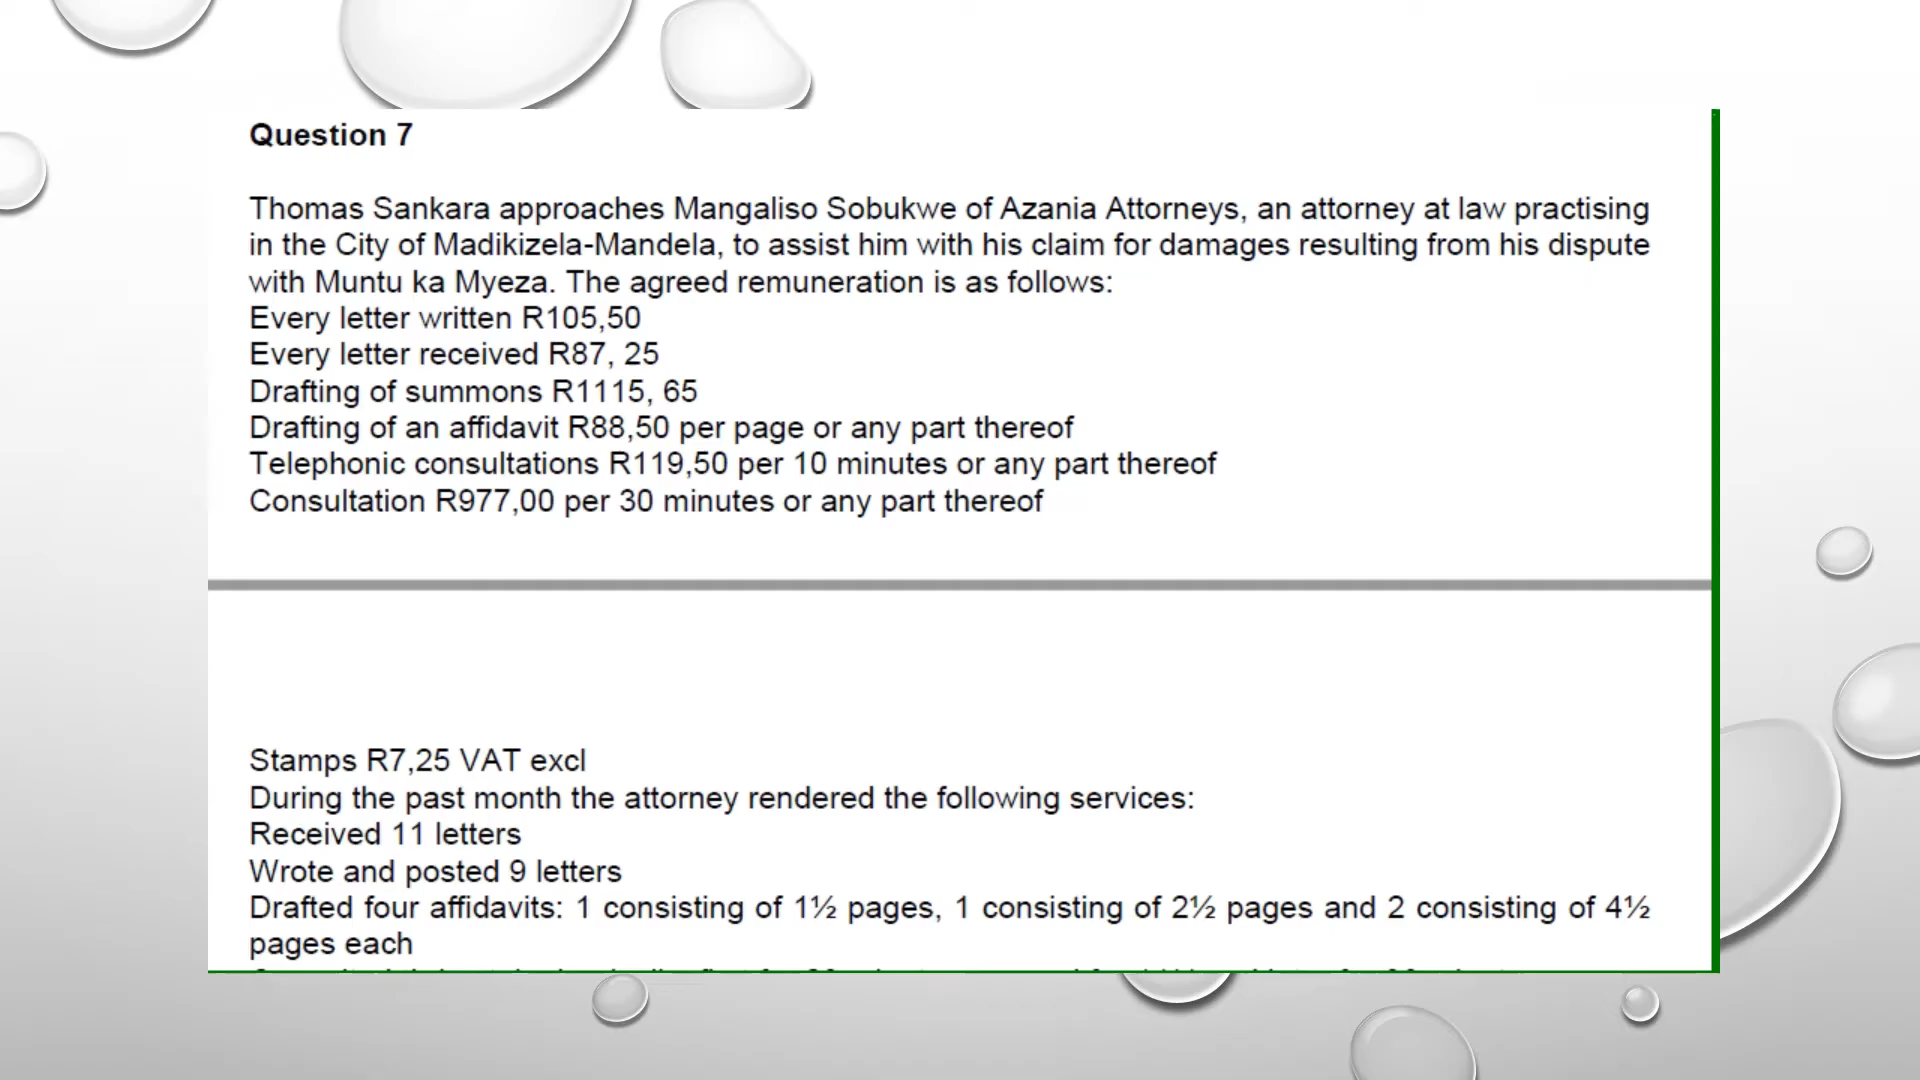 Question 7
Thomas Sankara approaches Mangaliso Sobukwe of Azania Attorneys, an attorney at law practising
in the City of Madikizela-Mandela, to assist him with his claim for damages resulting from his dispute
with Muntu ka Myeza. The agreed remuneration is as follows:
Every letter written R105,50
Every letter received R87, 25
Drafting of summons R1115, 65
Drafting of an affidavit R88,50 per page or any part thereof
Telephonic consultations R119,50 per 10 minutes or any part thereof
Consultation R977,00 per 30 minutes or any part thereof
Stamps R7,25 VAT excl
During the past month the attorney rendered the following services:
Received 11 letters
Wrote and posted 9 letters
Drafted four affidavits: 1 consisting of 1½ pages, 1 consisting of 2½ pages and 2 consisting of 4½
pages each